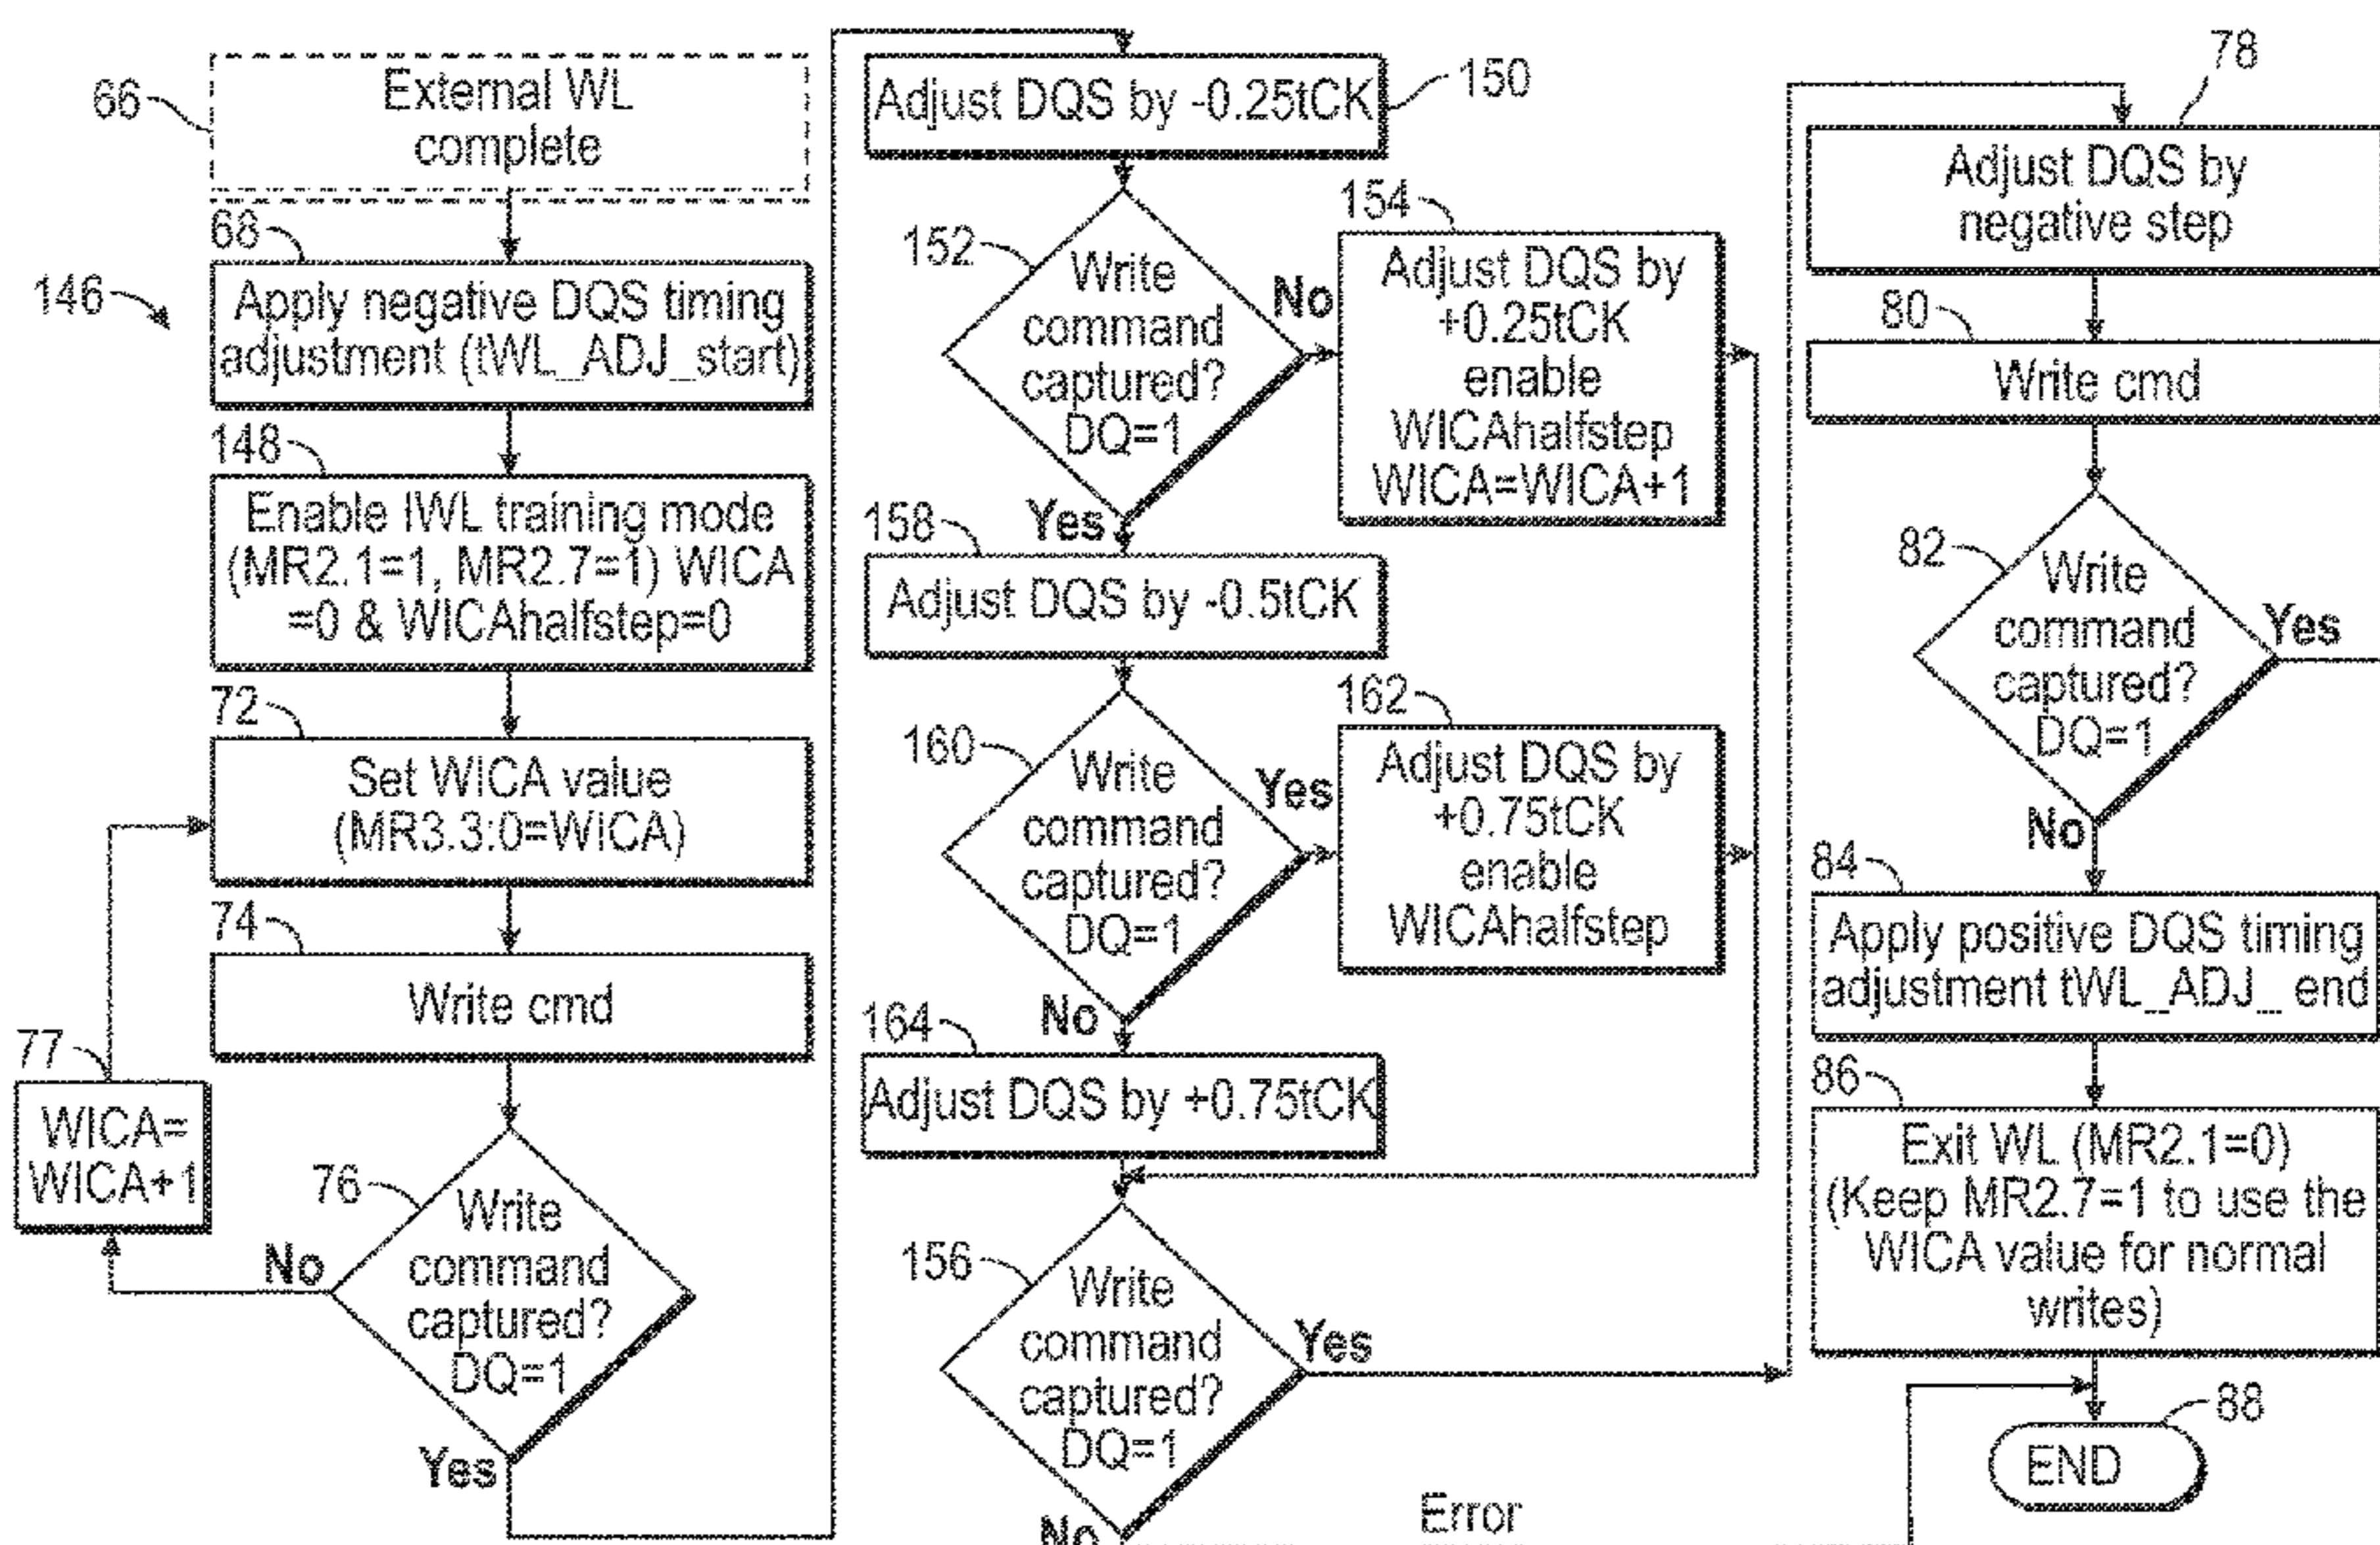 66
External WL
complete
146
68
Apply negative DQS timing
adjustment (tWL_ADJ_start)
148
Enable IWL training mode
(MR2.1=1, MR2.7=1) WICA
=0 & WICAhalfstep=0
72
Set WICA value
(MR3.3:0=WICA)
74
Write cmd
77
WICA=
WICA+1
76
Write
command
captured?
DQ=1
No
Yes
Adjust DQS by -0.25tCK
150
152
Write
command
captured?
DQ=1
No
Yes
154
Adjust DQS by
+0.25tCK
enable
WICAhalfstep
WICA=WICA+1
158
Adjust DQS by -0.5tCK
160
Write
command
captured?
DQ=1
Yes
No
162
Adjust DQS by
+0.75tCK
enable
WICAhalfstep
164
Adjust DQS by +0.75tCK
156
Write
command
captured?
DQ=1
Yes
No
Error
78
Adjust DQS by
negative step
80
Write cmd
82
Write
command
captured?
DQ=1
Yes
No
84
Apply positive DQS timing
adjustment tWL_ADJ_ end
86
Exit WL (MR2.1=0)
(Keep MR2.7=1 to use the
WICA value for normal
writes)
88
END